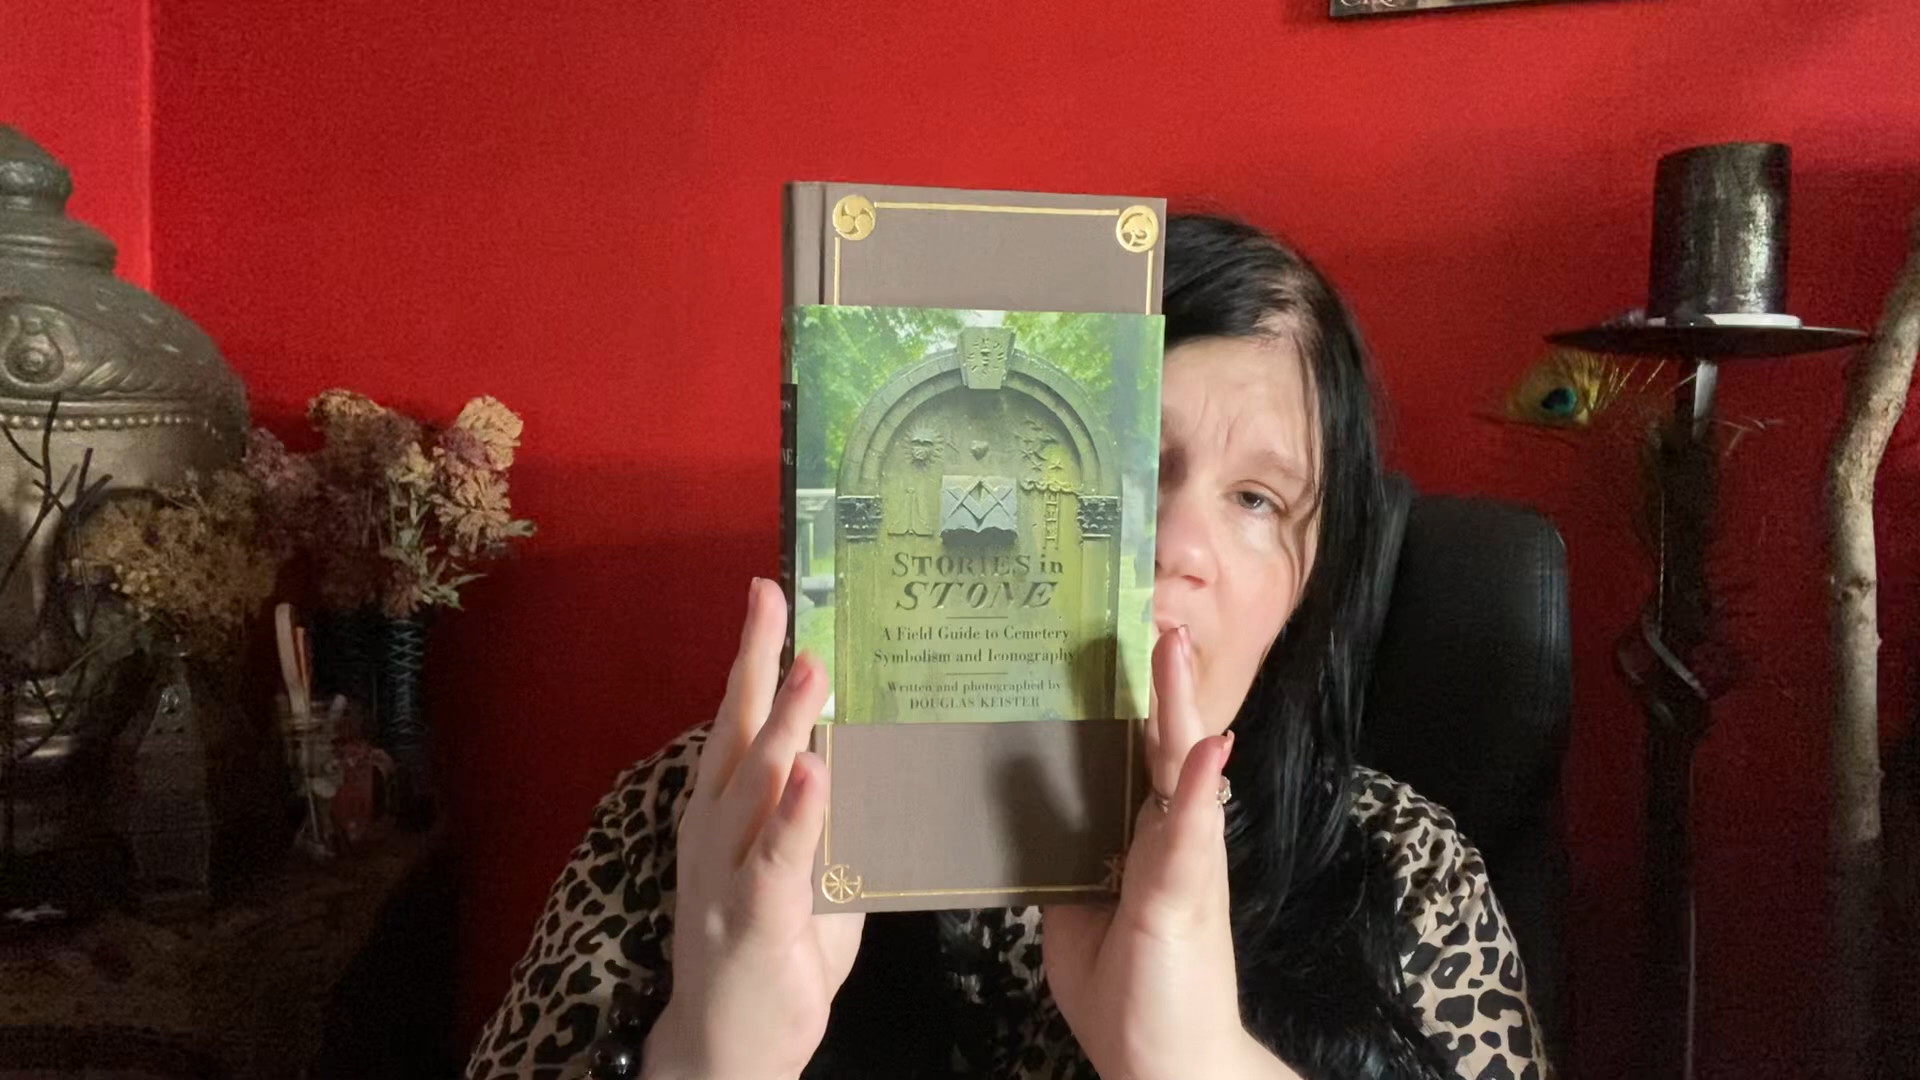 STORIES in
STONE
A Field Guide to Cemetery
Symbolism and Iconography
Written and photographed by
DOUGLAS KEISTER